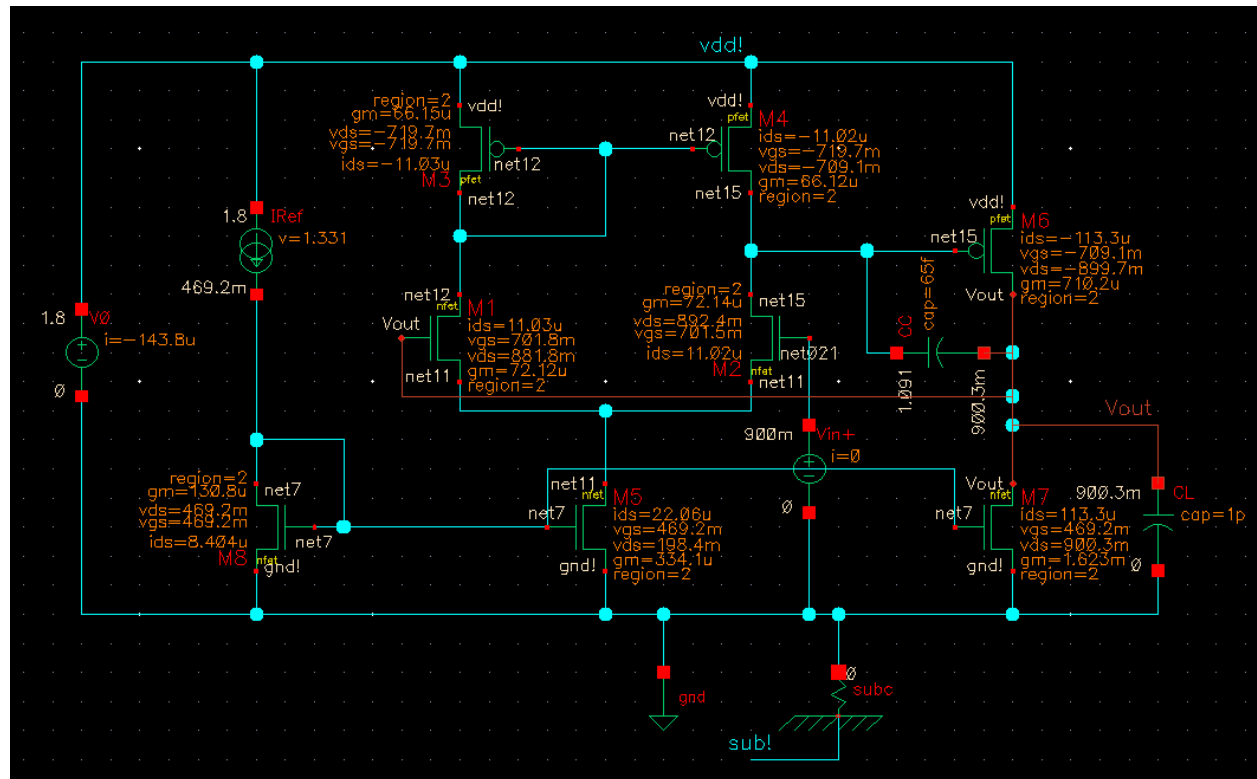 vdd!
region=2
gm=66.15u
vds=-719.7m
vgs=-719.7m
ids=-11.03u
M3
pfet
vdd!
net12
net12
vdd!
pfet
M4
net12
ids=-11.02u
vgs=-719.7m
vds=-709.1m
gm=66.12u
region=2
net15
1.8
IRef
v=1.331
469.2m
vdd!
pfet
M6
net15
ids=-113.3u
vgs=-709.1m
vds=-899.7m
gm=710.2u
region=2
Vout
1.8
V0
i=-143.8u
0
net12
nfet
M1
Vout
ids=11.03u
vgs=701.8m
vds=881.8m
gm=72.12u
region=2
net11
region=2
gm=72.14u
vds=892.4m
vgs=701.5m
ids=11.02u
M2
net15
net021
nfet
net11
CC
cap=65f
1.091
900.3m
Vout
900m
Vin+
i=0
0
region=2
gm=130.8u
vds=469.2m
vgs=469.2m
ids=8.404u
M8
net7
net7
nfet
gnd!
net11
nfet
M5
net7
ids=22.06u
vgs=469.2m
vds=198.4m
gm=334.1u
region=2
gnd!
Vout
nfet
M7
net7
ids=113.3u
vgs=469.2m
vds=900.3m
gm=1.623m
region=2
gnd!
900.3m
CL
cap=1p
0
gnd
0
subc
sub!